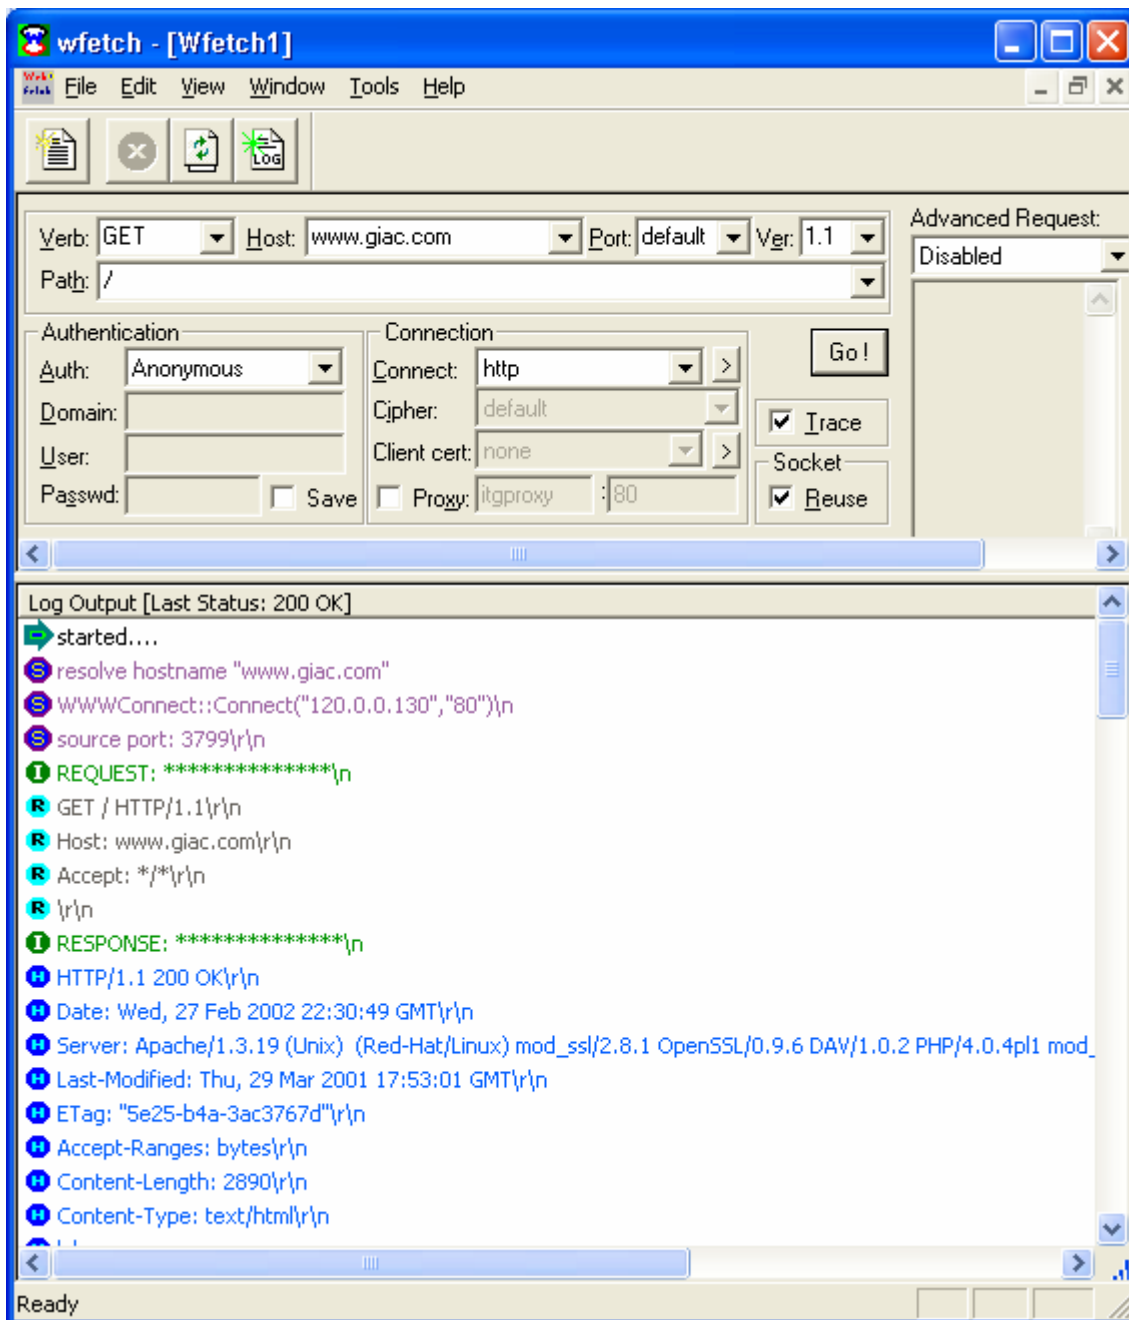 wfetch - [Wfetch1]
File Edit View Window Tools Help
LOG
Verb: GET Host: www.giac.com Port: default Ver: 1.1
Advanced Request:
Disabled
Path: /
Authentication
Connection
Go!
Auth: Anonymous
Connect: http >
Domain:
Cipher: default
Trace
User:
Client cert: none >
Socket
Passwd: Save
Proxy: itgproxy : 80
Reuse
Log Output [Last Status: 200 OK]
started....
S resolve hostname "www.giac.com"
S WWWConnect::Connect("120.0.0.130","80")\n
S source port: 3799\r\n
I REQUEST: **************\n
R GET / HTTP/1.1\r\n
R Host: www.giac.com\r\n
R Accept: */*\r\n
R \r\n
I RESPONSE: **************\n
H HTTP/1.1 200 OK\r\n
H Date: Wed, 27 Feb 2002 22:30:49 GMT\r\n
H Server: Apache/1.3.19 (Unix)  (Red-Hat/Linux) mod_ssl/2.8.1 OpenSSL/0.9.6 DAV/1.0.2 PHP/4.0.4pl1 mod_
H Last-Modified: Thu, 29 Mar 2001 17:53:01 GMT\r\n
H ETag: "5e25-b4a-3ac3767d"\r\n
H Accept-Ranges: bytes\r\n
H Content-Length: 2890\r\n
H Content-Type: text/html\r\n
Ready